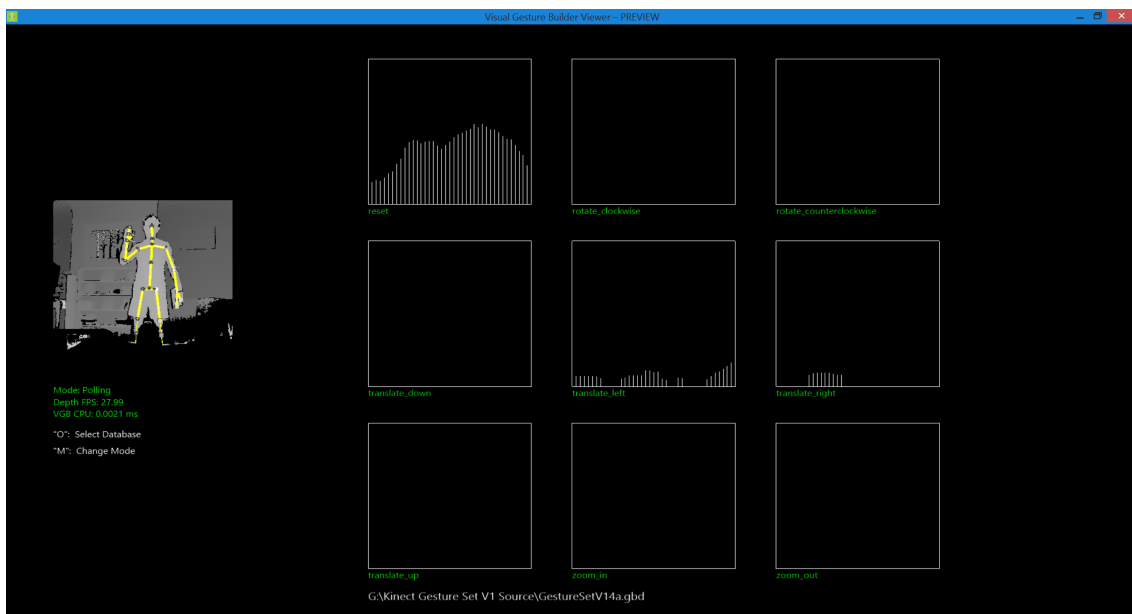 Visual Gesture Builder Viewer – PREVIEW
reset
rotate_clockwise
rotate_counterclockwise
translate_down
translate_left
translate_right
Mode: Polling
Depth FPS: 27.99
VGB CPU: 0.0021 ms
"O":  Select Database
"M":  Change Mode
translate_up
zoom_in
zoom_out
G:\Kinect Gesture Set V1 Source\GestureSetV14a.gbd